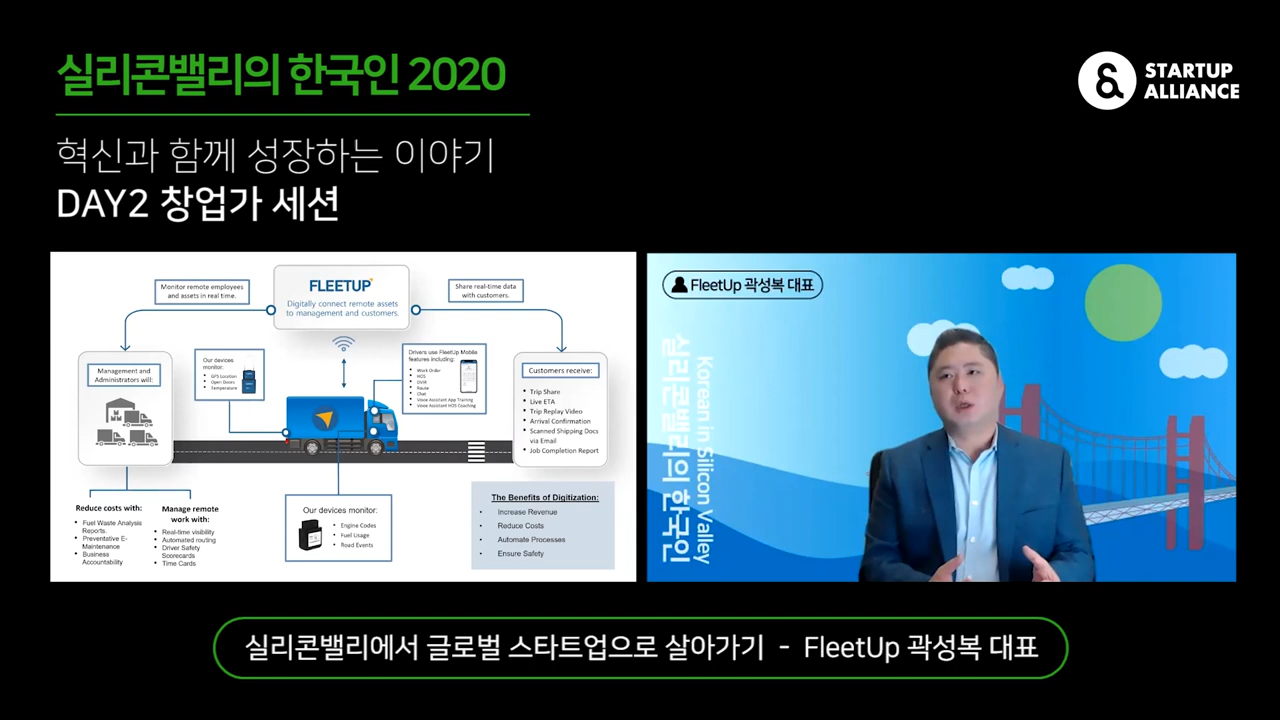 실리콘밸리의 한국인 2020
STARTUP
ALLIANCE
혁신과 함께 성장하는 이야기
DAY2 창업가 세션
Monitor remote employees
and assets in real time.
FLEETUP
Digitally connect remote assets
to management and customers.
Share real-time data
with customers.
Management and
Administrators will:
Our devices
monitor:
• GPS Location
• Open Doors
• Temperature
Drivers use FleetUp Mobile
features including:
• Work Order
• HOS
• DVIR
• Route
• Chat
• Voice Assistant App Training
• Voice Assistant HOS Coaching
Customers receive:
• Trip Share
• Live ETA
• Trip Replay Video
• Arrival Confirmation
• Scanned Shipping Docs
via Email
• Job Completion Report
Reduce costs with:
• Fuel Waste Analysis
Reports.
• Preventative E-
Maintenance
• Business
Accountability
Manage remote
work with:
• Real-time visibility
• Automated routing
• Driver Safety
Scorecards
• Time Cards
Our devices monitor:
• Engine Codes
• Fuel Usage
• Road Events
The Benefits of Digitization:
• Increase Revenue
• Reduce Costs
• Automate Processes
• Ensure Safety
FleetUp 곽성복 대표
Korean in Silicon Valley
실리콘밸리의 한국인
실리콘밸리에서 글로벌 스타트업으로 살아가기 - FleetUp 곽성복 대표